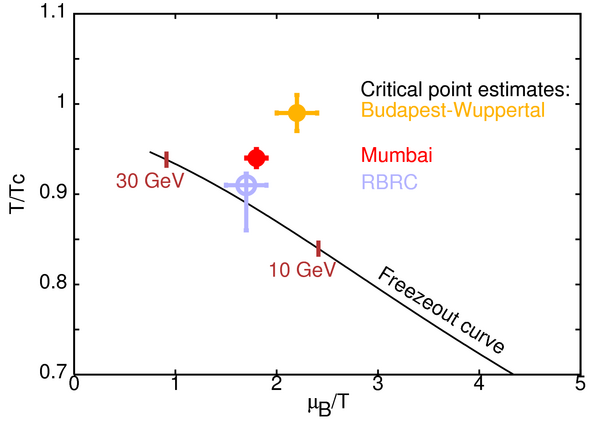 1.1
1
0.9
0.8
0.7
T/Tc
Critical point estimates:
Budapest-Wuppertal
Mumbai
RBRC
30 GeV
10 GeV
Freezeout curve
0 1 2 3 4 5
μB/T